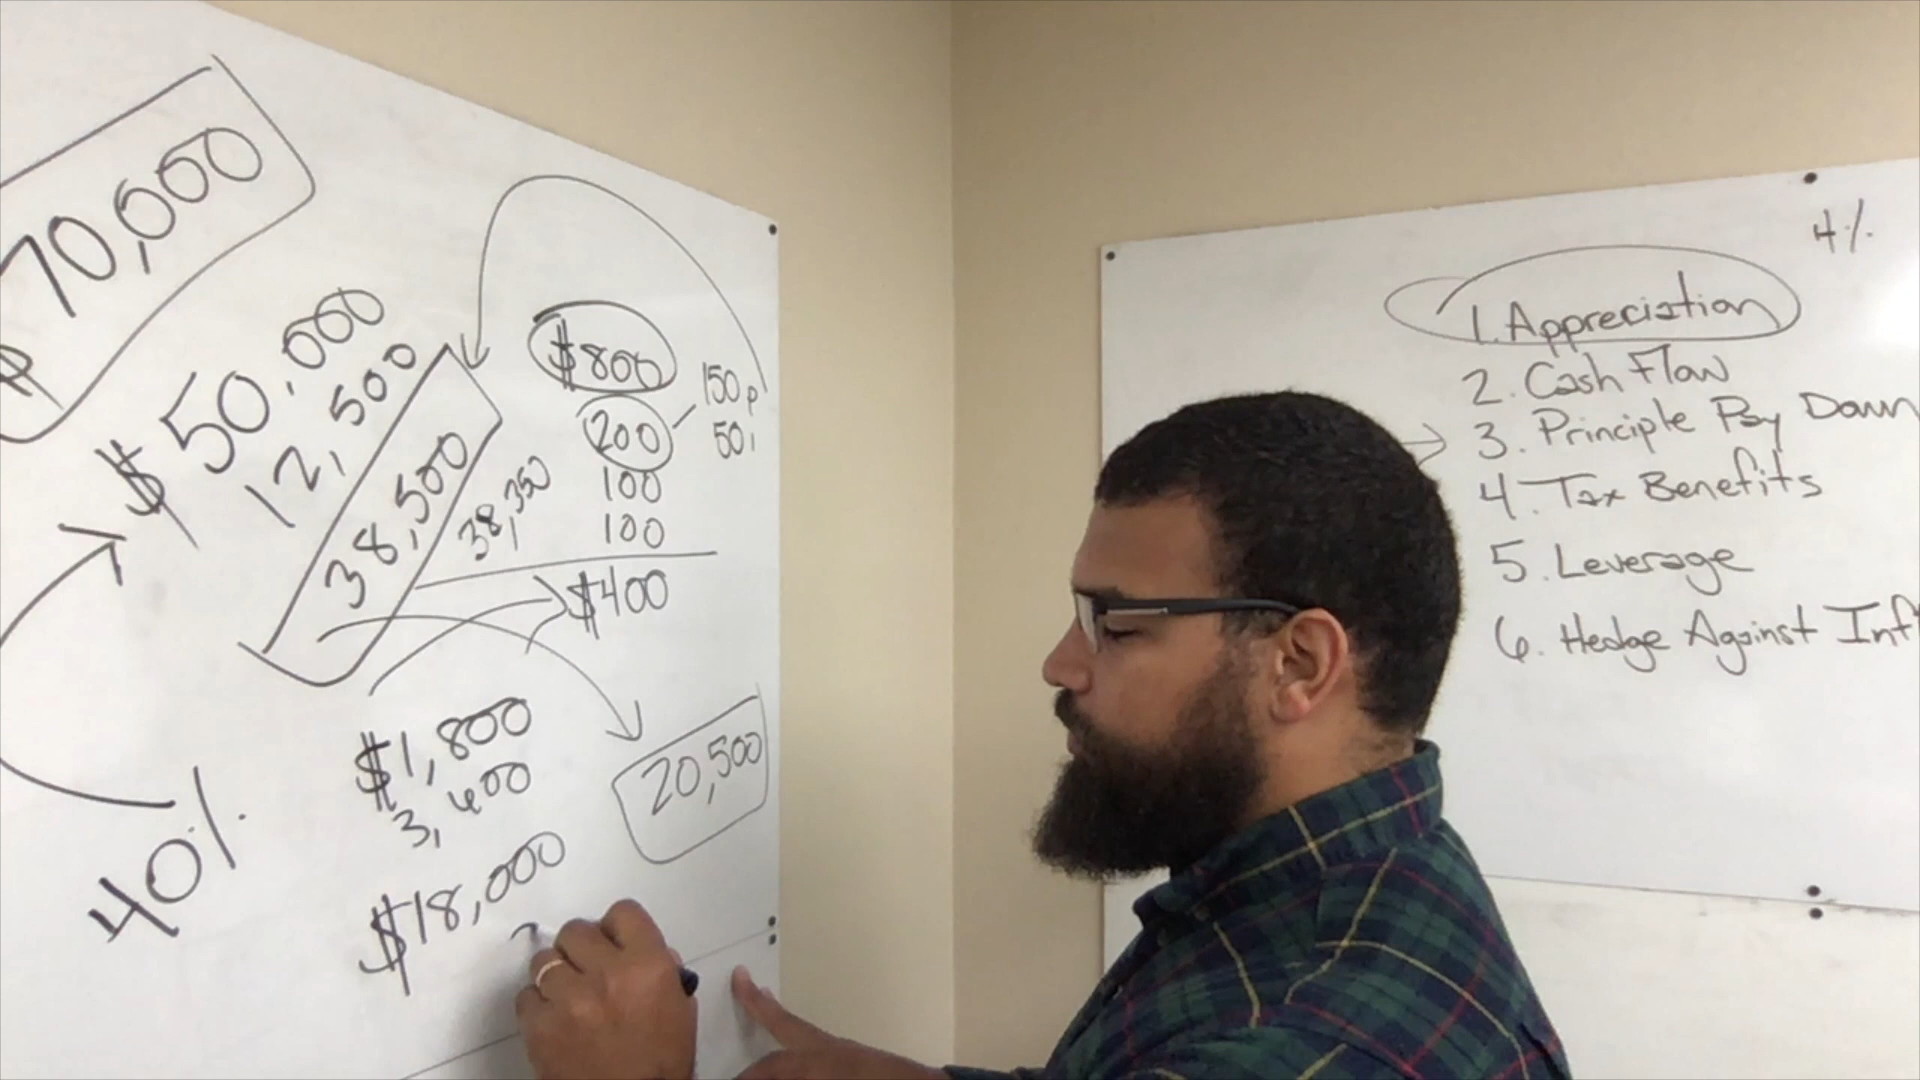 $70,000
$50,000
12,500
38,500
38,350
$800
200
150 p
50 i
100
100
$400
$1,800
3,600
20,500
$18,000
40%
4%
1. Appreciation
2. Cash Flow
3. Principle Pay Down
4. Tax Benefits
5. Leverage
6. Hedge Against Inf